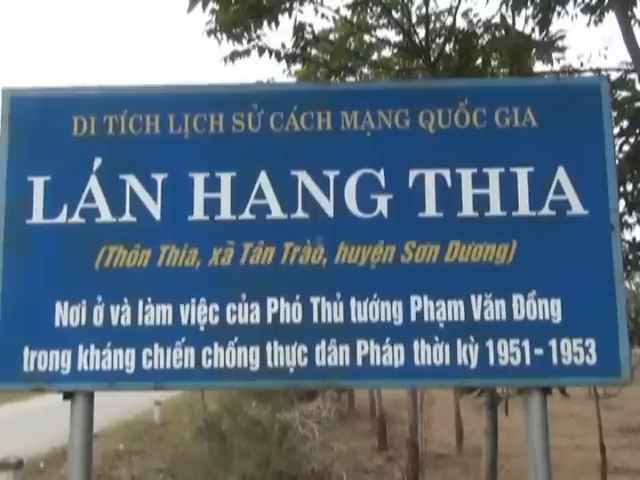 DI TÍCH LỊCH SỬ CÁCH MẠNG QUỐC GIA
LÁN HANG THIA
(Thôn Thia, xã Tân Trào, huyện Sơn Dương)
Nơi ở và làm việc của Phó Thủ tướng Phạm Văn Đồng
trong kháng chiến chống thực dân Pháp thời kỳ 1951-1953